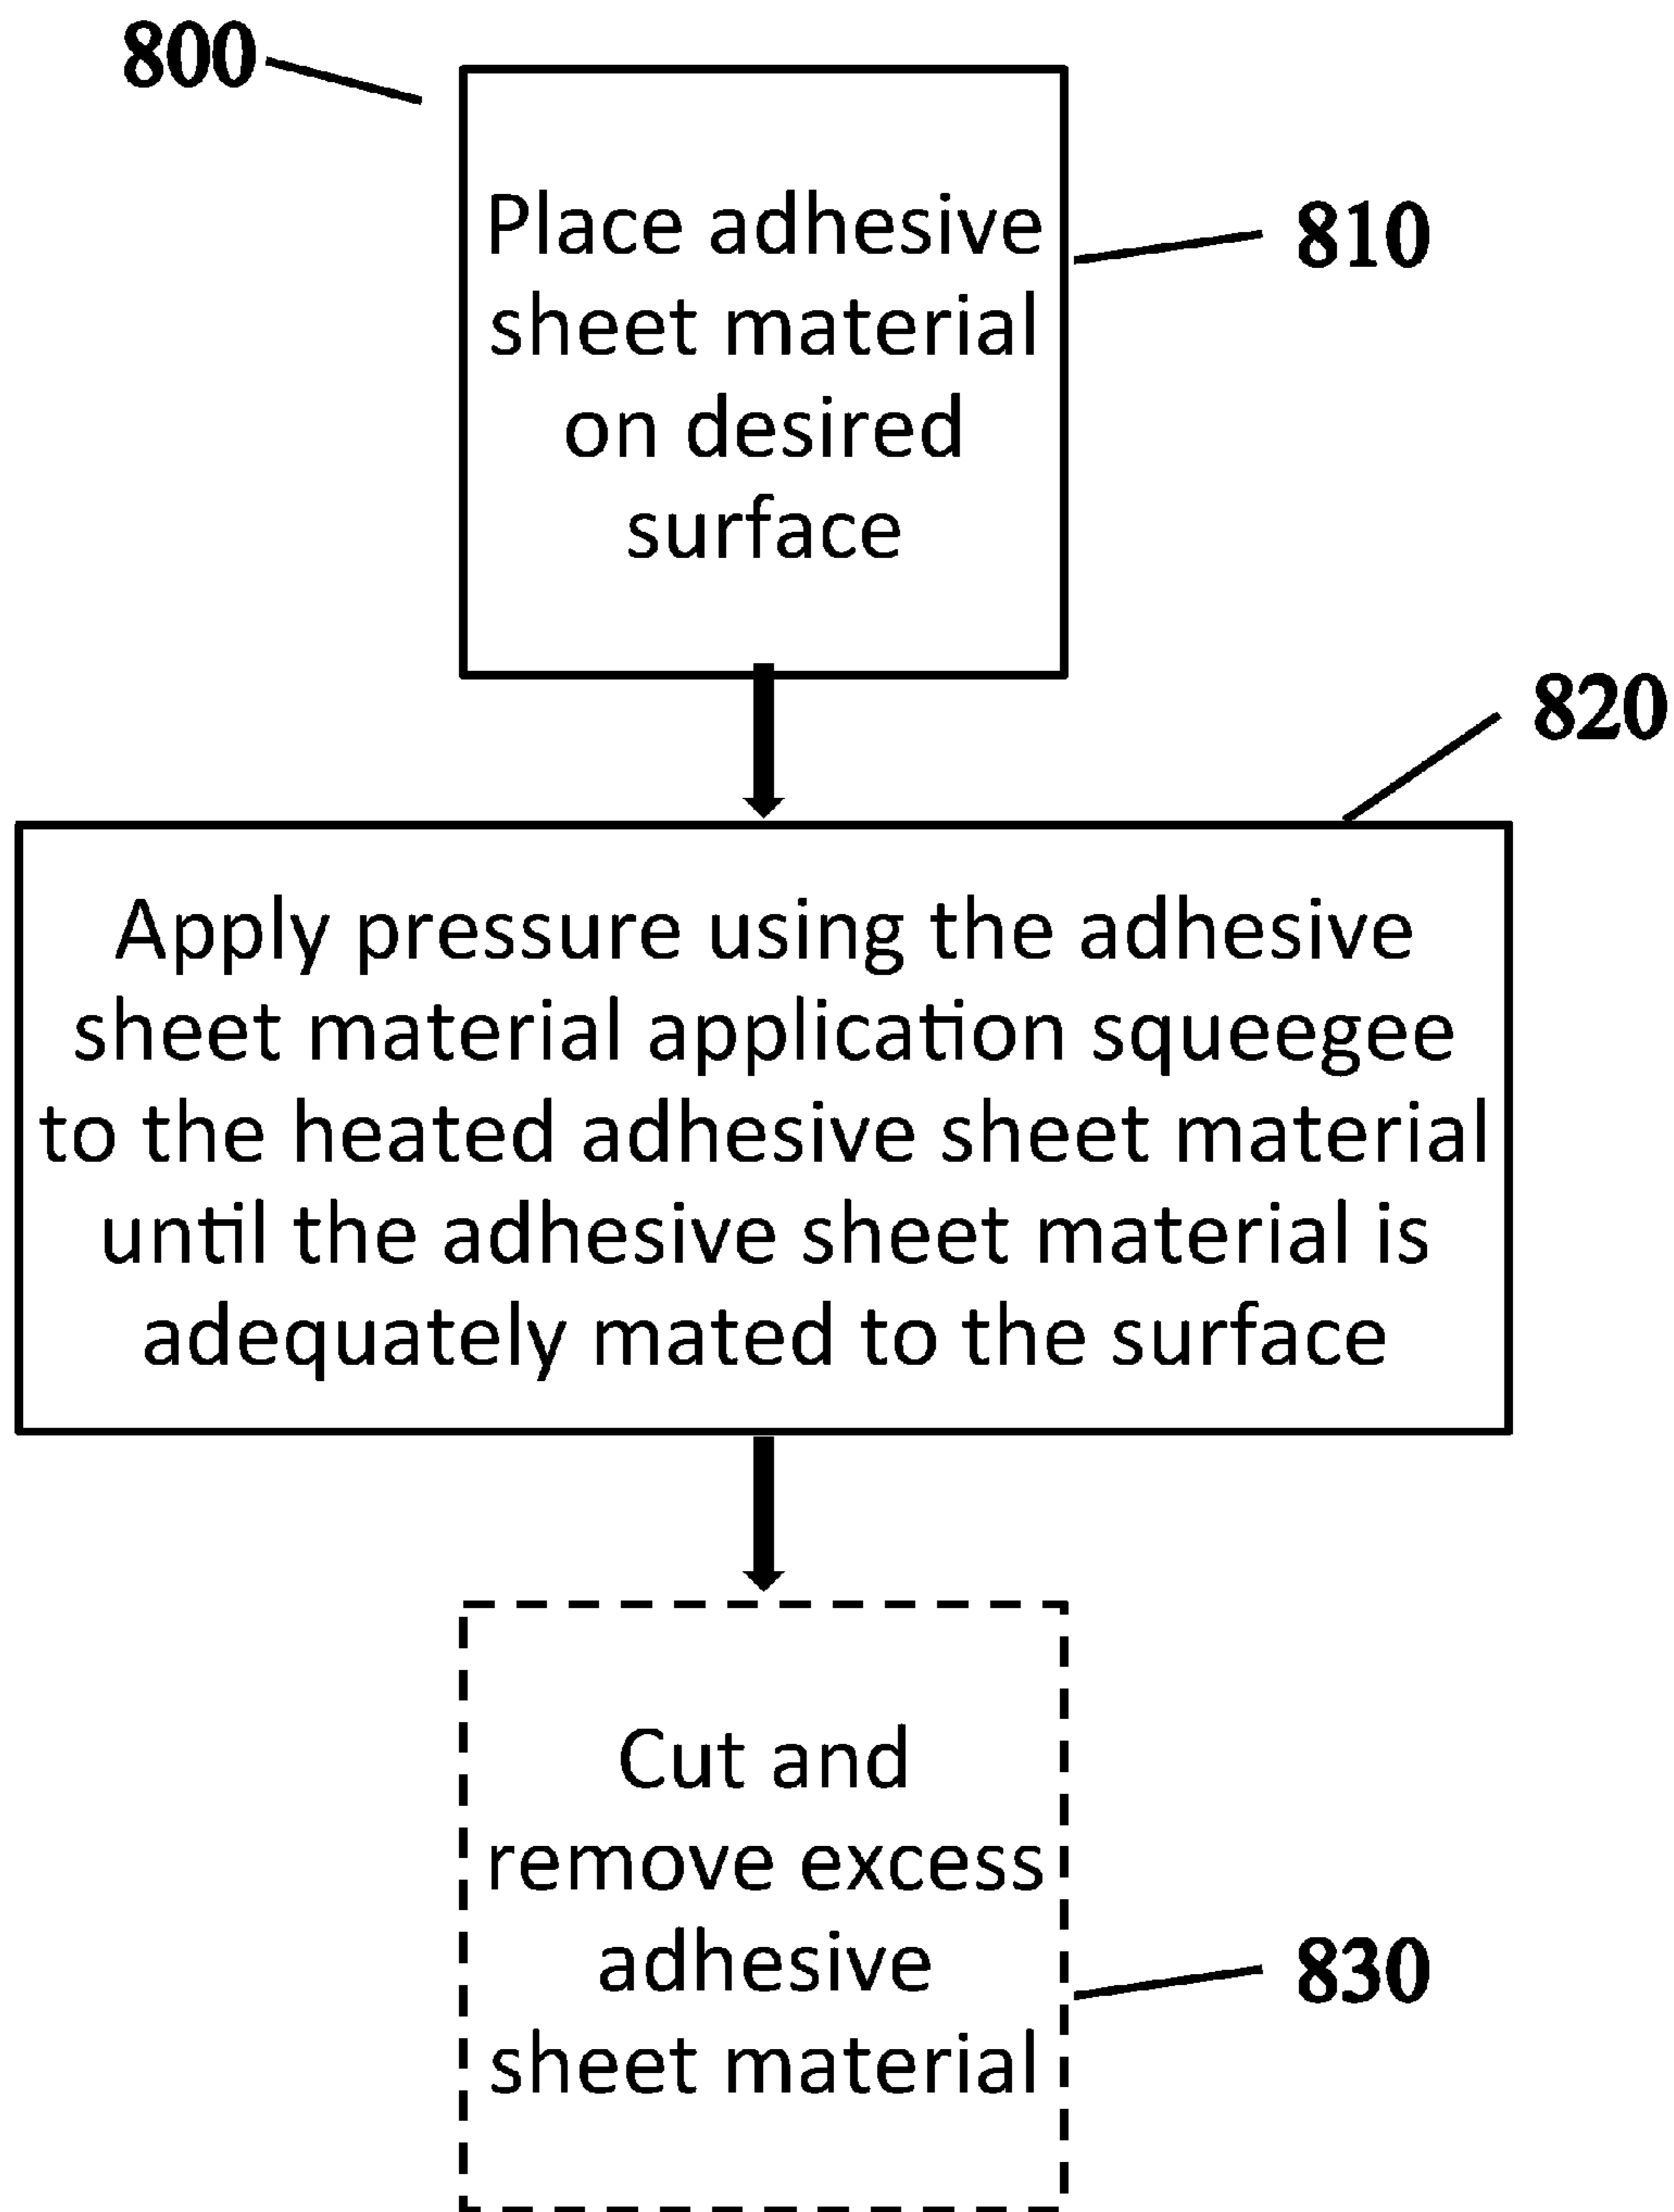 800
Place adhesive
sheet material
on desired
surface
810
820
Apply pressure using the adhesive
sheet material application squeegee
to the heated adhesive sheet material
until the adhesive sheet material is
adequately mated to the surface
Cut and
remove excess
adhesive
sheet material
830